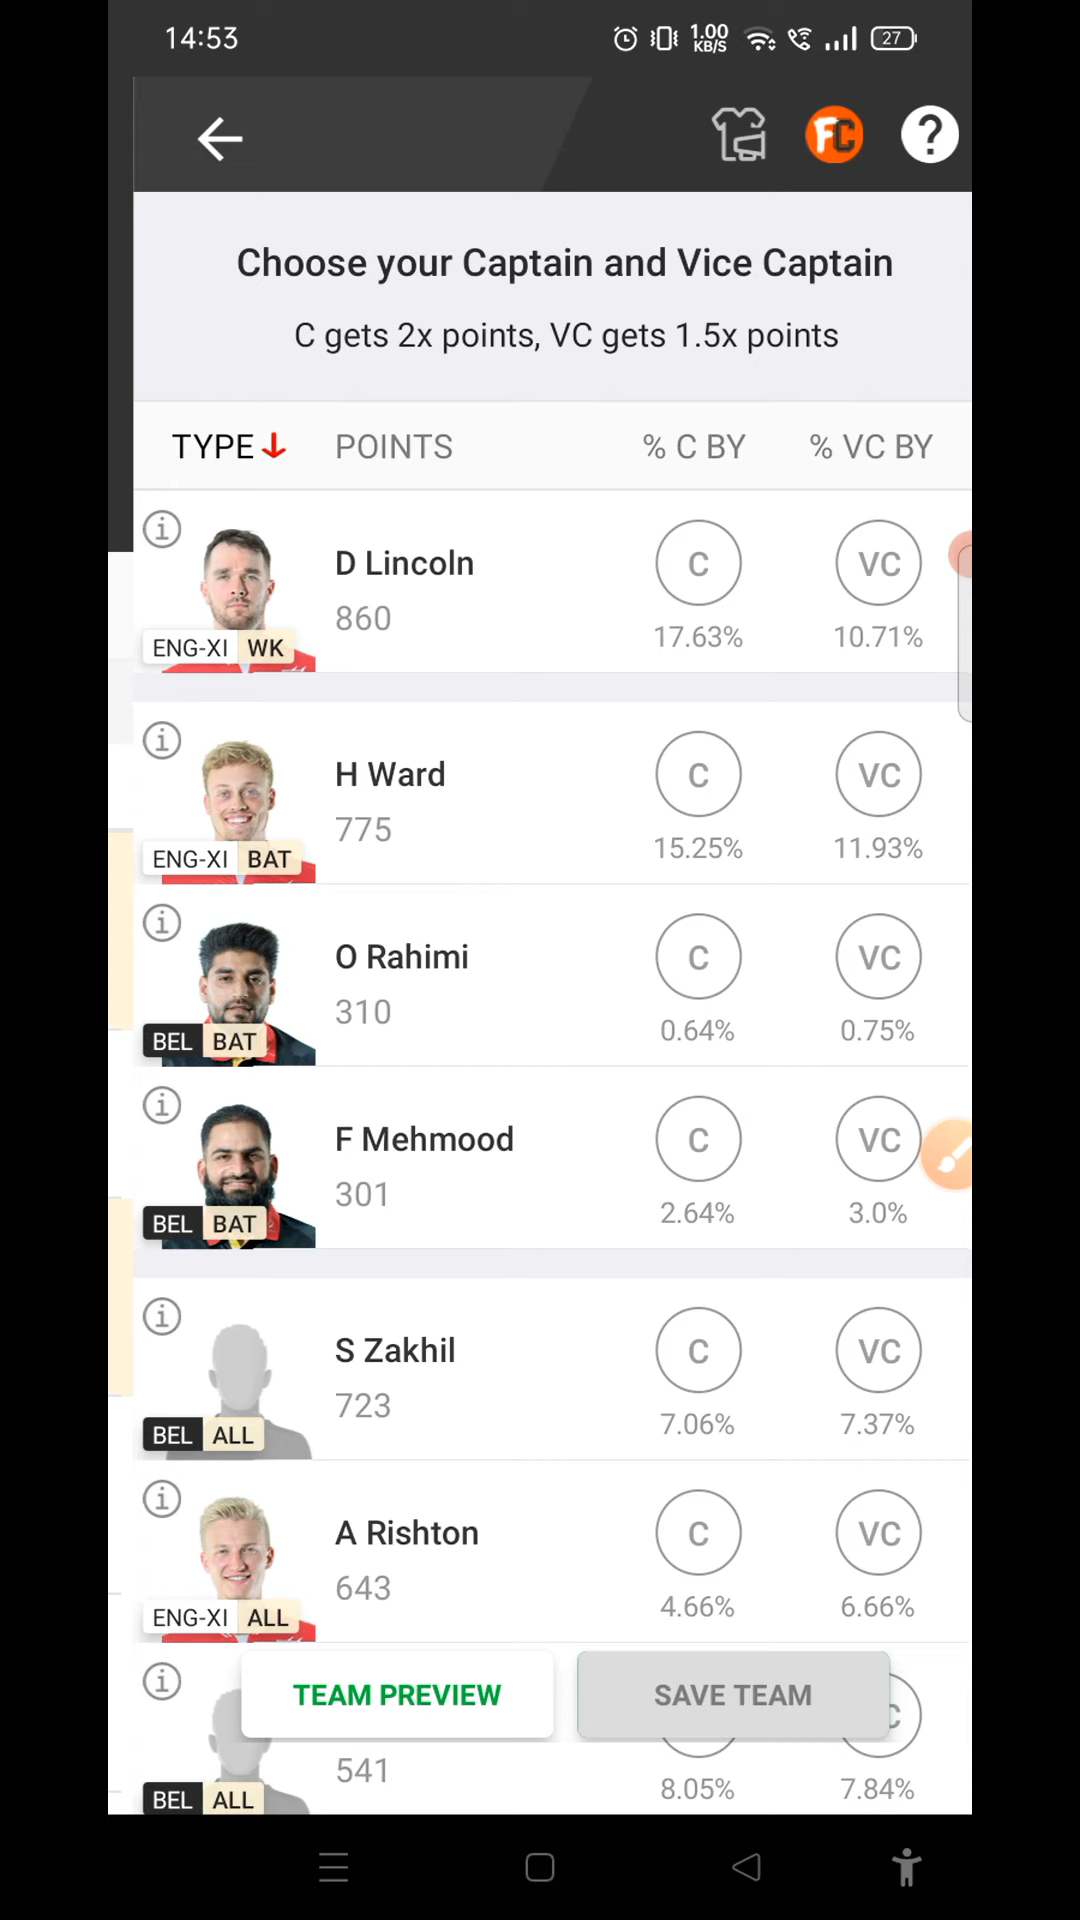 14:53
1.00
KB/S
27
FC
?
Choose your Captain and Vice Captain
C gets 2x points, VC gets 1.5x points
TYPE POINTS % C BY % VC BY
D Lincoln
860
C
VC
17.63%
10.71%
ENG-XI WK
H Ward
775
C
VC
15.25%
11.93%
ENG-XI BAT
O Rahimi
310
C
VC
0.64%
0.75%
BEL BAT
F Mehmood
301
C
VC
2.64%
3.0%
BEL BAT
S Zakhil
723
C
VC
7.06%
7.37%
BEL ALL
A Rishton
643
C
VC
4.66%
6.66%
ENG-XI ALL
TEAM PREVIEW
SAVE TEAM
541
8.05%
7.84%
BEL ALL